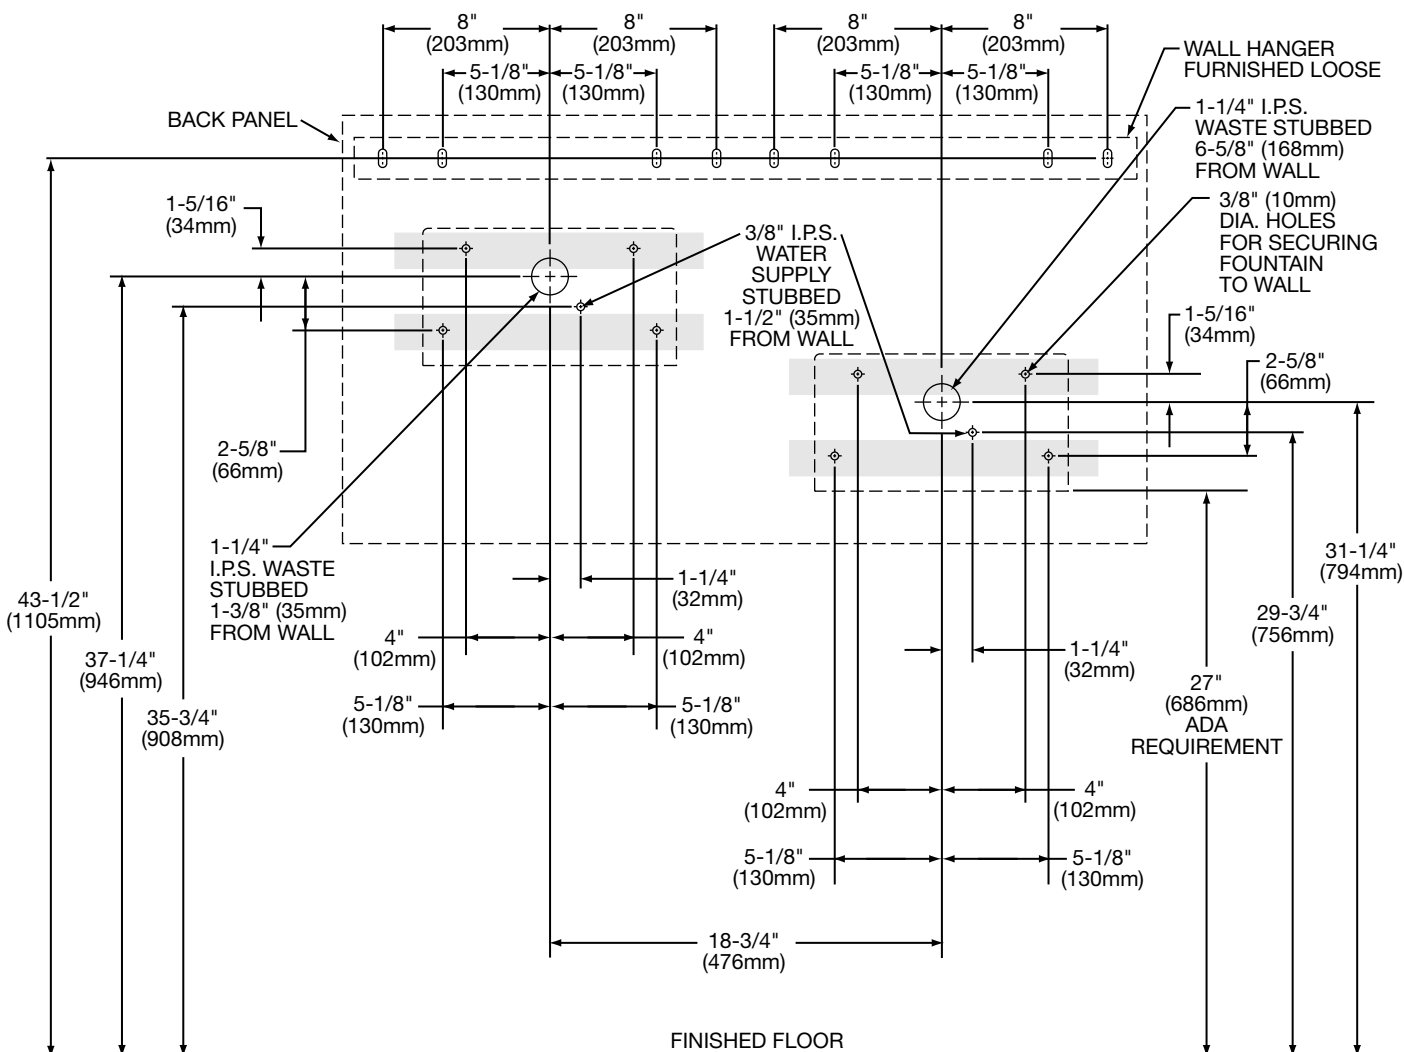 8"
(203mm)
8"
(203mm)
8"
(203mm)
8"
(203mm)
5-1/8"
(130mm)
5-1/8"
(130mm)
5-1/8"
(130mm)
5-1/8"
(130mm)
WALL HANGER
FURNISHED LOOSE
BACK PANEL
1-1/4" I.P.S.
WASTE STUBBED
6-5/8" (168mm)
FROM WALL
3/8" (10mm)
DIA. HOLES
FOR SECURING
FOUNTAIN
TO WALL
1-5/16"
(34mm)
3/8" I.P.S.
WATER
SUPPLY
STUBBED
1-1/2" (35mm)
FROM WALL
1-5/16"
(34mm)
2-5/8"
(66mm)
2-5/8"
(66mm)
1-1/4"
I.P.S. WASTE
STUBBED
1-3/8" (35mm)
FROM WALL
43-1/2"
(1105mm)
37-1/4"
(946mm)
35-3/4"
(908mm)
1-1/4"
(32mm)
4"
(102mm)
4"
(102mm)
5-1/8"
(130mm)
5-1/8"
(130mm)
31-1/4"
(794mm)
29-3/4"
(756mm)
1-1/4"
(32mm)
27"
(686mm)
ADA
REQUIREMENT
4"
(102mm)
4"
(102mm)
5-1/8"
(130mm)
5-1/8"
(130mm)
18-3/4"
(476mm)
FINISHED FLOOR